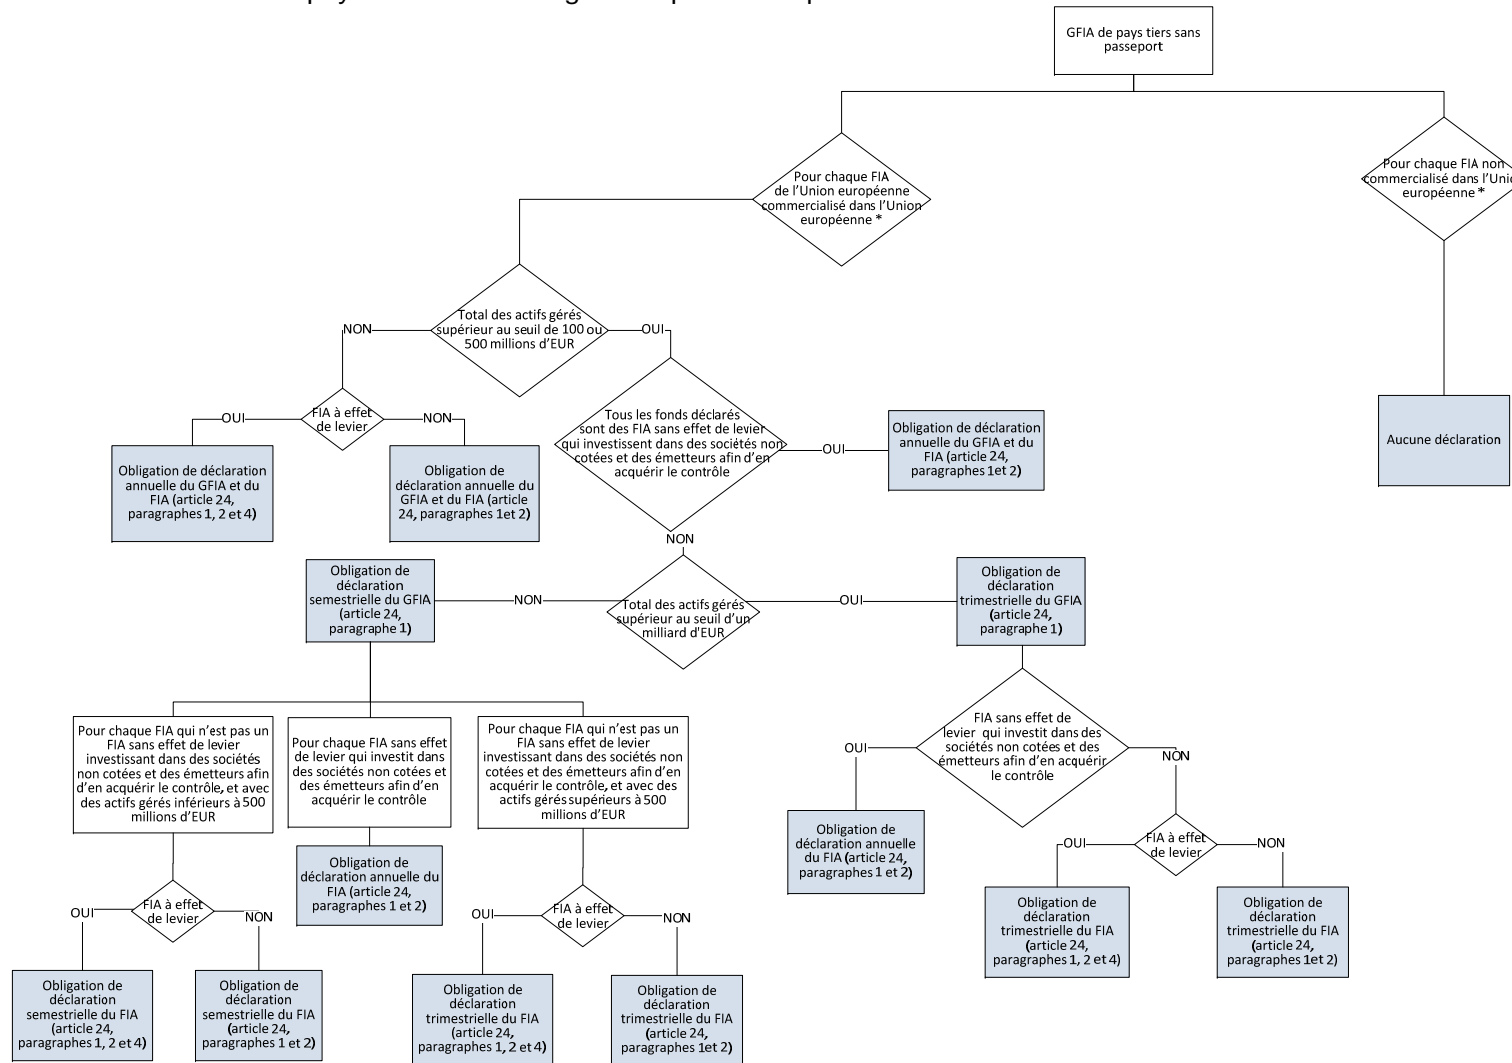 GFIA de pays tiers sans
passeport
Pour chaque FIA
de l'Union européenne
commercialisé dans l'Union
européenne *
Pour chaque FIA non
commercialisé dans l'Unio
européenne *
Total des actifs gérés
supérieur au seuil de 100 ou
500 millions d'EUR
NON
OUI
FIA à effet
de levier
OUI
NON
Tous les fonds déclarés
sont des FIA sans effet de levier
qui investissent dans des sociétés non
cotées et des émetteurs afin d'en
acquérir le contrôle
OUI
Obligation de déclaration
annuelle du GFIA et du
FIA (article 24,
paragraphes 1et 2)
Aucune déclaration
Obligation de déclaration
annuelle du GFIA et du
FIA (article 24,
paragraphes 1, 2 et 4)
Obligation de
déclaration annuelle du
GFIA et du FIA (article
24, paragraphes 1et 2)
NON
Obligation de
déclaration
semestrielle du GFIA
(article 24,
paragraphe 1)
NON
Total des actifs gérés
supérieur au seuil d'un
milliard d'EUR
OUI
Obligation de
déclaration
trimestrielle du GFIA
(article 24,
paragraphe 1)
Pour chaque FIA qui n'est pas un
FIA sans effet de levier
investissant dans des sociétés
non cotées et des émetteurs afin
d'en acquérir le contrôle, et avec
des actifs gérés inférieurs à 500
millions d'EUR
Pour chaque FIA sans effet
de levier qui investit dans
des sociétés non cotées et
des émetteurs afin d'en
acquérir le contrôle
Pour chaque FIA qui n'est pas un
FIA sans effet de levier
investissant dans des sociétés non
cotées et des émetteurs afin d'en
acquérir le contrôle, et avec des
actifs gérés supérieurs à 500
millions d'EUR
FIA sans effet de
levier qui investit dans des
sociétés non cotées et des
émetteurs afin d'en acquérir
le contrôle
OUI
NON
Obligation de
déclaration annuelle
du FIA (article 24,
paragraphes 1 et 2)
FIA à effet
de levier
OUI
NON
Obligation de
déclaration annuelle du
FIA (article 24,
paragraphes 1 et 2)
FIA à effet
de levier
OUI
NON
FIA à effet
de levier
OUI
NON
Obligation de
déclaration
trimestrielle du FIA
(article 24,
paragraphes 1, 2 et 4)
Obligation de
déclaration
trimestrielle du FIA
(article 24,
paragraphes 1et 2)
Obligation de
déclaration
semestrielle du FIA
(article 24,
paragraphes 1, 2 et 4)
Obligation de
déclaration
semestrielle du FIA
(article 24,
paragraphes 1 et 2)
Obligation de
déclaration
trimestrielle du FIA
(article 24,
paragraphes 1, 2 et 4)
Obligation de
déclaration
trimestrielle du FIA
(article 24,
paragraphes 1et 2)